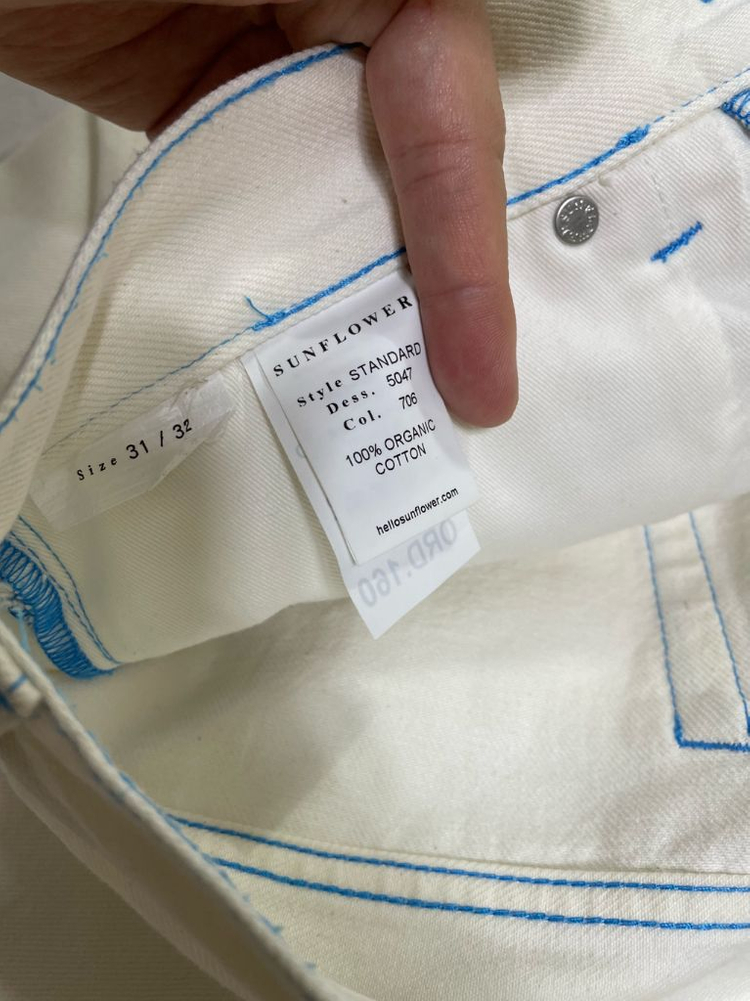 SUNFLOWER
Style STANDARD
Dess. 5047
Col. 706
100% ORGANIC
COTTON
hellosunflower.com
ORD.160
Size 31 / 32